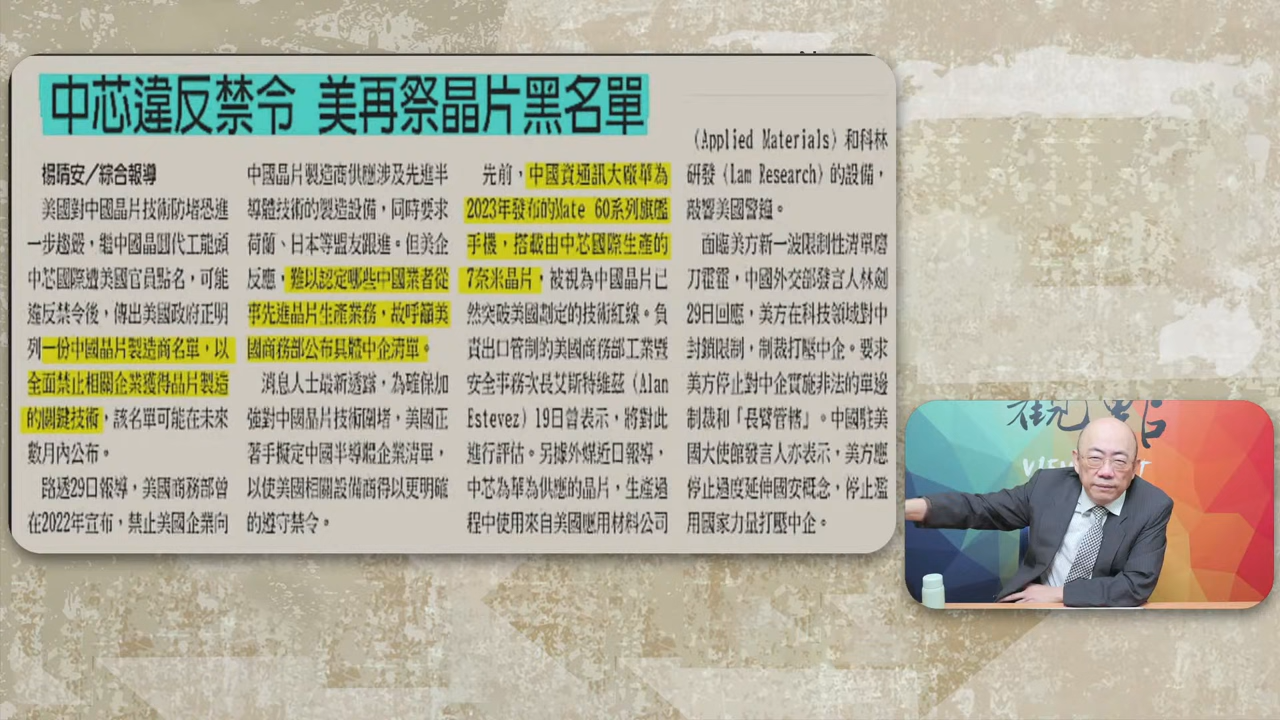 中芯違反禁令 美再祭晶片黑名單
楊晴安／綜合報導
美國對中國晶片技術防堵恐進
一步趨嚴，繼中國晶圓代工龍頭
中芯國際遭美國官員點名，可能
違反禁令後，傳出美國政府正明
列一份中國晶片製造商名單，以
全面禁止相關企業獲得晶片製造
的關鍵技術，該名單可能在未來
數月內公布。
路透29日報導，美國商務部曾
在2022年宣布，禁止美國企業向
中國晶片製造商供應涉及先進半
導體技術的製造設備，同時要求
荷蘭、日本等盟友跟進。但美企
反應，難以認定哪些中國業者從
事先進晶片生產業務，故呼籲美
國商務部公布具體中企清單。
消息人士最新透露，為確保加
強對中國晶片技術圍堵，美國正
著手擬定中國半導體企業清單，
以使美國相關設備商得以更明確
的遵守禁令。
先前，中國資通訊大廠華為
2023年發布的Mate 60系列旗艦
手機，搭載由中芯國際生產的
7奈米晶片，被視為中國晶片已
然突破美國劃定的技術紅線。負
責出口管制的美國商務部工業暨
安全事務次長艾斯特維茲（Alan
Estevez）19日曾表示，將對此
進行評估。另據外媒近日報導，
中芯為華為供應的晶片，生產過
程中使用來自美國應用材料公司
（Applied Materials）和科林
研發（Lam Research）的設備，
敲響美國警鐘。
面臨美方新一波限制性清單磨
刀霍霍，中國外交部發言人林劍
29日回應，美方在科技領域對中
封鎖限制，制裁打壓中企。要求
美方停止對中企實施非法的單邊
制裁和「長臂管轄」。中國駐美
國大使館發言人亦表示，美方應
停止過度延伸國安概念，停止濫
用國家力量打壓中企。
觀點